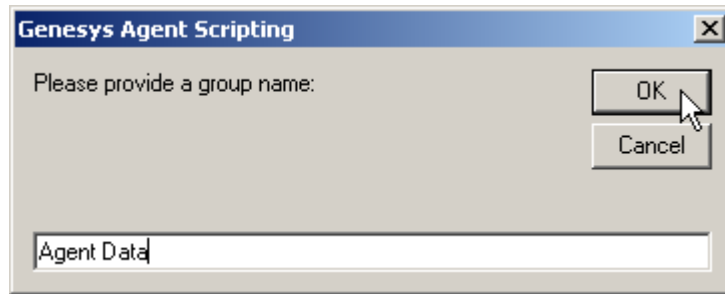 Genesys Agent Scripting
Please provide a group name:
OK
Cancel
Agent Data